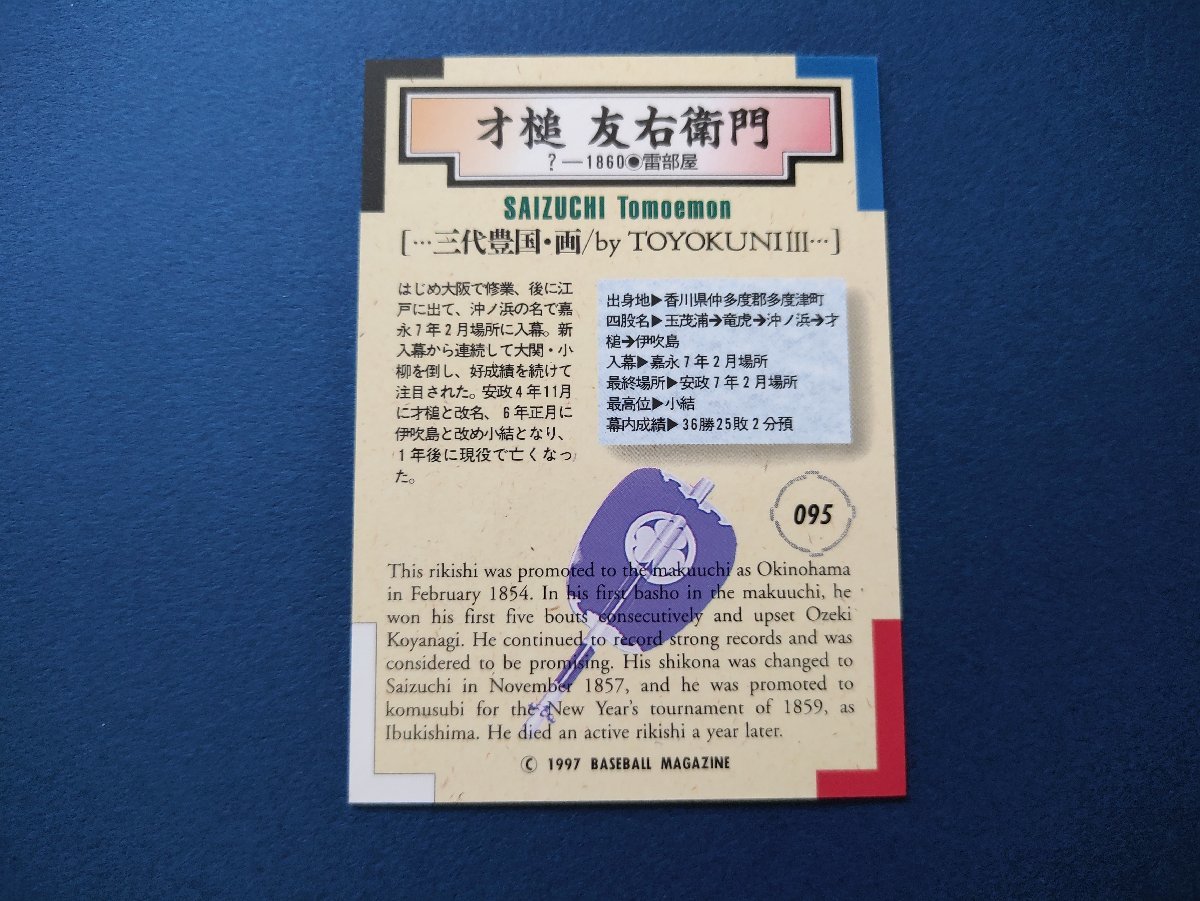 才槌 友右衛門
?—1860◉雷部屋
SAIZUCHI Tomoemon
[…三代豊国・画/by TOYOKUNI III…]
はじめ大阪で修業、後に江
戸に出て、沖ノ浜の名で嘉
永7年2月場所に入幕。新
入幕から連続して大関・小
柳を倒し、好成績を続けて
注目された。安政4年11月
に才槌と改名、6年正月に
伊吹島と改め小結となり、
1年後に現役で亡くなっ
た。
出身地▶香川県仲多度郡多度津町
四股名▶玉茂浦→竜虎→沖ノ浜→才
槌→伊吹島
入幕▶嘉永7年2月場所
最終場所▶安政7年2月場所
最高位▶小結
幕内成績▶36勝25敗2分預
095
This rikishi was promoted to the makuuchi as Okinohama
in February 1854. In his first basho in the makuuchi, he
won his first five bouts consecutively and upset Ozeki
Koyanagi. He continued to record strong records and was
considered to be promising. His shikona was changed to
Saizuchi in November 1857, and he was promoted to
komusubi for the New Year's tournament of 1859, as
Ibukishima. He died an active rikishi a year later.
© 1997 BASEBALL MAGAZINE